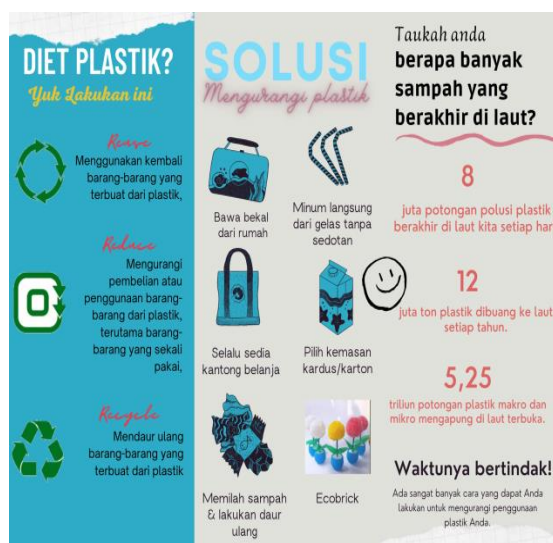 DIET PLASTIK?
Yuk Lakukan ini
Reuse
Menggunakan kembali
barang-barang yang
terbuat dari plastik,
Reduce
Mengurangi
pembelian atau
penggunaan barang-
barang dari plastik,
terutama barang-
barang yang sekali
pakai,
Recycle
Mendaur ulang
barang-barang yang
terbuat dari plastik
SOLUSI
Mengurangi plastik
Bawa bekal
dari rumah
Minum langsung
dari gelas tanpa
sedotan
Selalu sedia
kantong belanja
Pilih kemasan
kardus/karton
Memilah sampah
& lakukan daur
ulang
Ecobrick
Taukah anda
berapa banyak
sampah yang
berakhir di laut?
8
juta potongan polusi plastik
berakhir di laut kita setiap har
12
juta ton plastik dibuang ke laut
setiap tahun.
5,25
triliun potongan plastik makro dan
mikro mengapung di laut terbuka.
Waktunya bertindak!
Ada sangat banyak cara yang dapat Anda
lakukan untuk mengurangi penggunaan
plastik Anda.